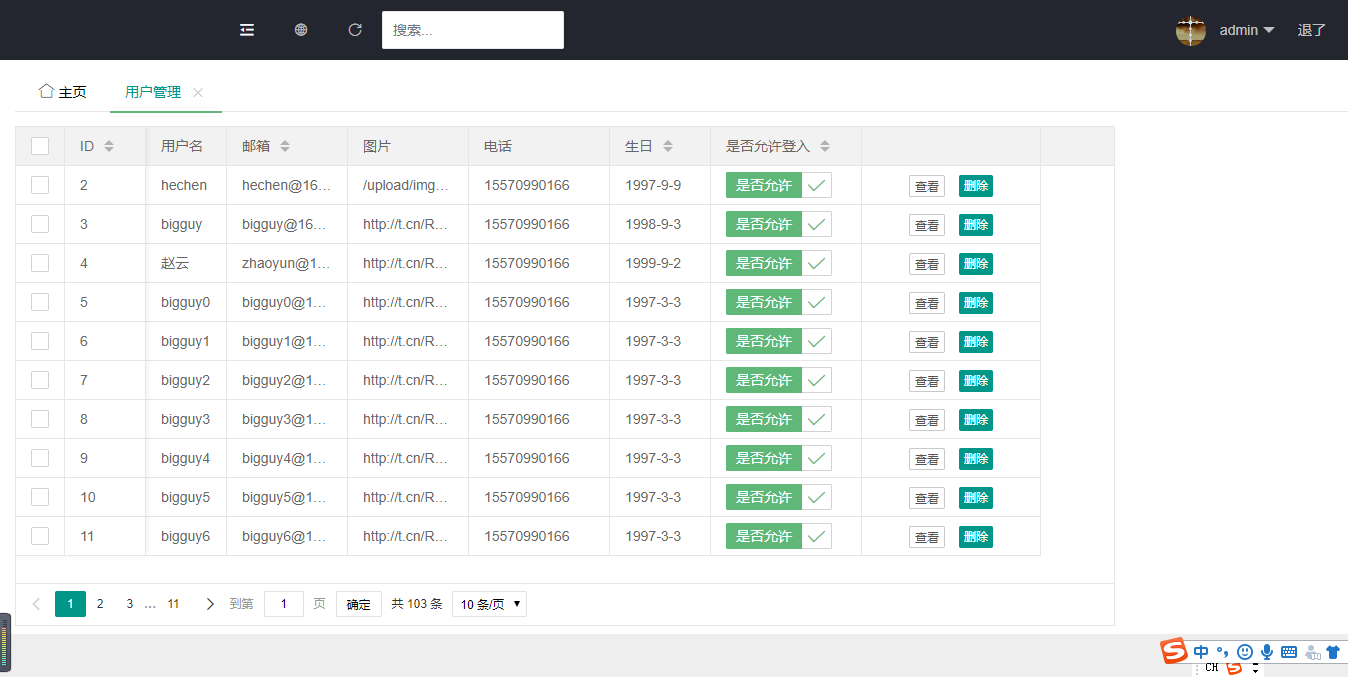 搜索... admin 退了
主页 用户管理
ID 用户名 邮箱 图片 电话 生日 是否允许登入
2 hechen hechen@16... /upload/img... 15570990166 1997-9-9 是否允许 查看 删除
3 bigguy bigguy@16... http://t.cn/R... 15570990166 1998-9-3 是否允许 查看 删除
4 赵云 zhaoyun@1... http://t.cn/R... 15570990166 1999-9-2 是否允许 查看 删除
5 bigguy0 bigguy0@1... http://t.cn/R... 15570990166 1997-3-3 是否允许 查看 删除
6 bigguy1 bigguy1@1... http://t.cn/R... 15570990166 1997-3-3 是否允许 查看 删除
7 bigguy2 bigguy2@1... http://t.cn/R... 15570990166 1997-3-3 是否允许 查看 删除
8 bigguy3 bigguy3@1... http://t.cn/R... 15570990166 1997-3-3 是否允许 查看 删除
9 bigguy4 bigguy4@1... http://t.cn/R... 15570990166 1997-3-3 是否允许 查看 删除
10 bigguy5 bigguy5@1... http://t.cn/R... 15570990166 1997-3-3 是否允许 查看 删除
11 bigguy6 bigguy6@1... http://t.cn/R... 15570990166 1997-3-3 是否允许 查看 删除
1 2 3 ... 11 到第 1 页 确定 共 103 条 10 条/页
S 中
CH S